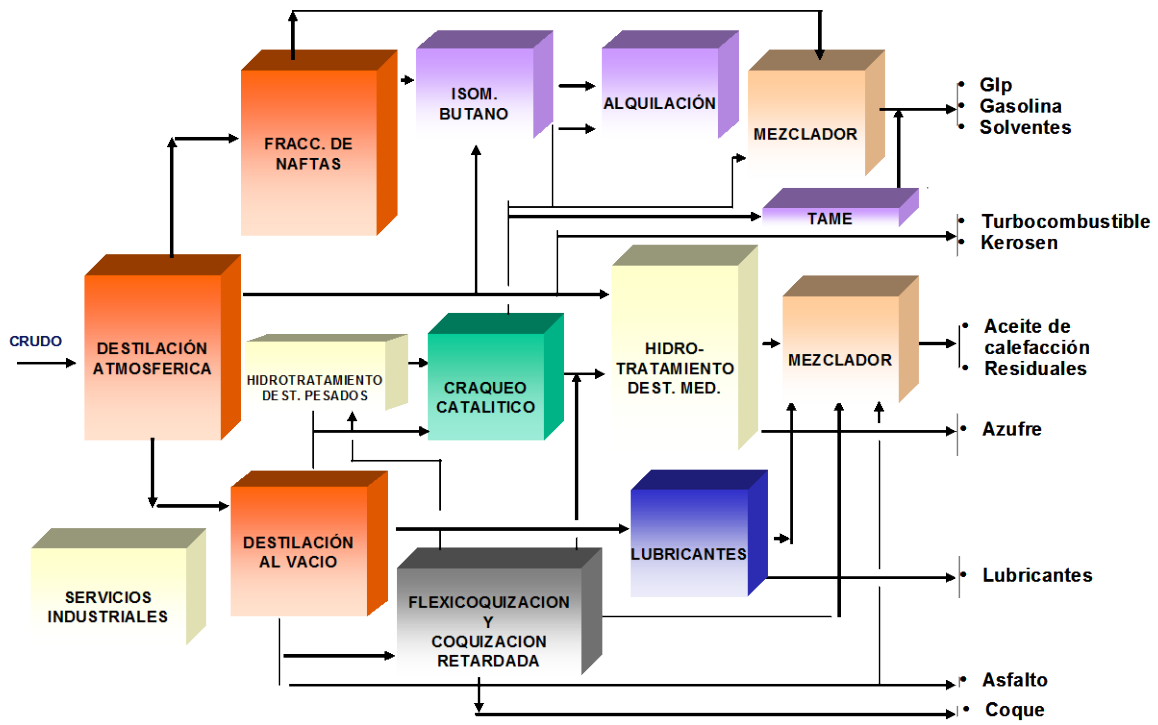 FRACC. DE
NAFTAS
ISOM.
BUTANO
ALQUILACIÓN
MEZCLADOR
• Glp
• Gasolina
• Solventes
TAME
• Turbocombustible
• Kerosen
CRUDO
DESTILACIÓN
ATMOSFERICA
HIDROTRATAMIENTO
DEST. PESADOS
CRAQUEO
CATALITICO
HIDRO-
TRATAMIENTO
DEST. MED.
MEZCLADOR
• Aceite de
calefacción
• Residuales
• Azufre
DESTILACIÓN
AL VACIO
LUBRICANTES
• Lubricantes
SERVICIOS
INDUSTRIALES
FLEXICOQUIZACION
Y
COQUIZACION
RETARDADA
• Asfalto
• Coque